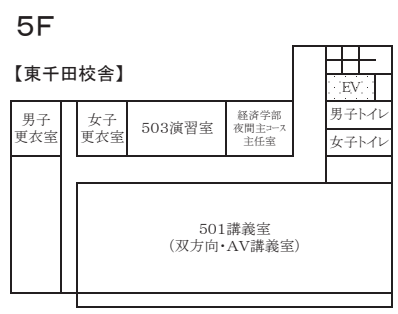 5F
【東千田校舎】
EV
男子
更衣室
女子
更衣室
503演習室
経済学部
夜間主コース
主任室
男子トイレ
女子トイレ
501講義室
(双方向・AV講義室)